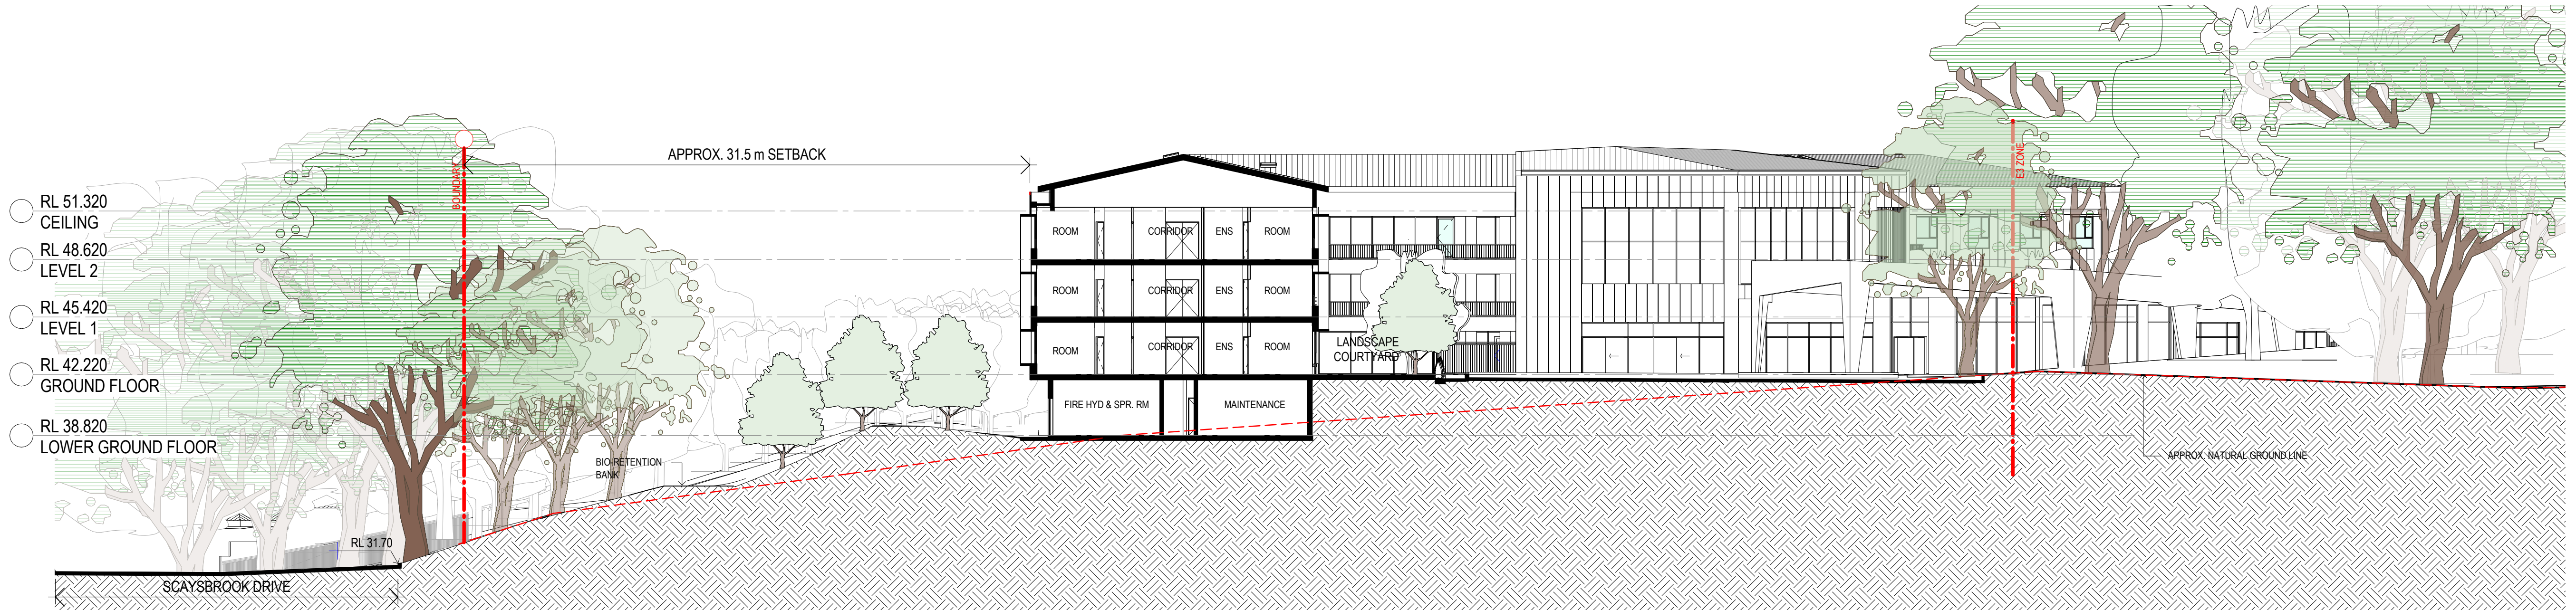 APPROX. 31.5 m SETBACK
BOUNDARY
E3 ZONE
RL 51.320
CEILING
RL 48.620
LEVEL 2
RL 45.420
LEVEL 1
RL 42.220
GROUND FLOOR
RL 38.820
LOWER GROUND FLOOR
ROOM
CORRIDOR
ENS
ROOM
ROOM
CORRIDOR
ENS
ROOM
ROOM
CORRIDOR
ENS
ROOM
LANDSCAPE
COURTYARD
FIRE HYD & SPR. RM
MAINTENANCE
BIO-RETENTION
BANK
APPROX. NATURAL GROUND LINE
RL 31.70
SCAYSBROOK DRIVE